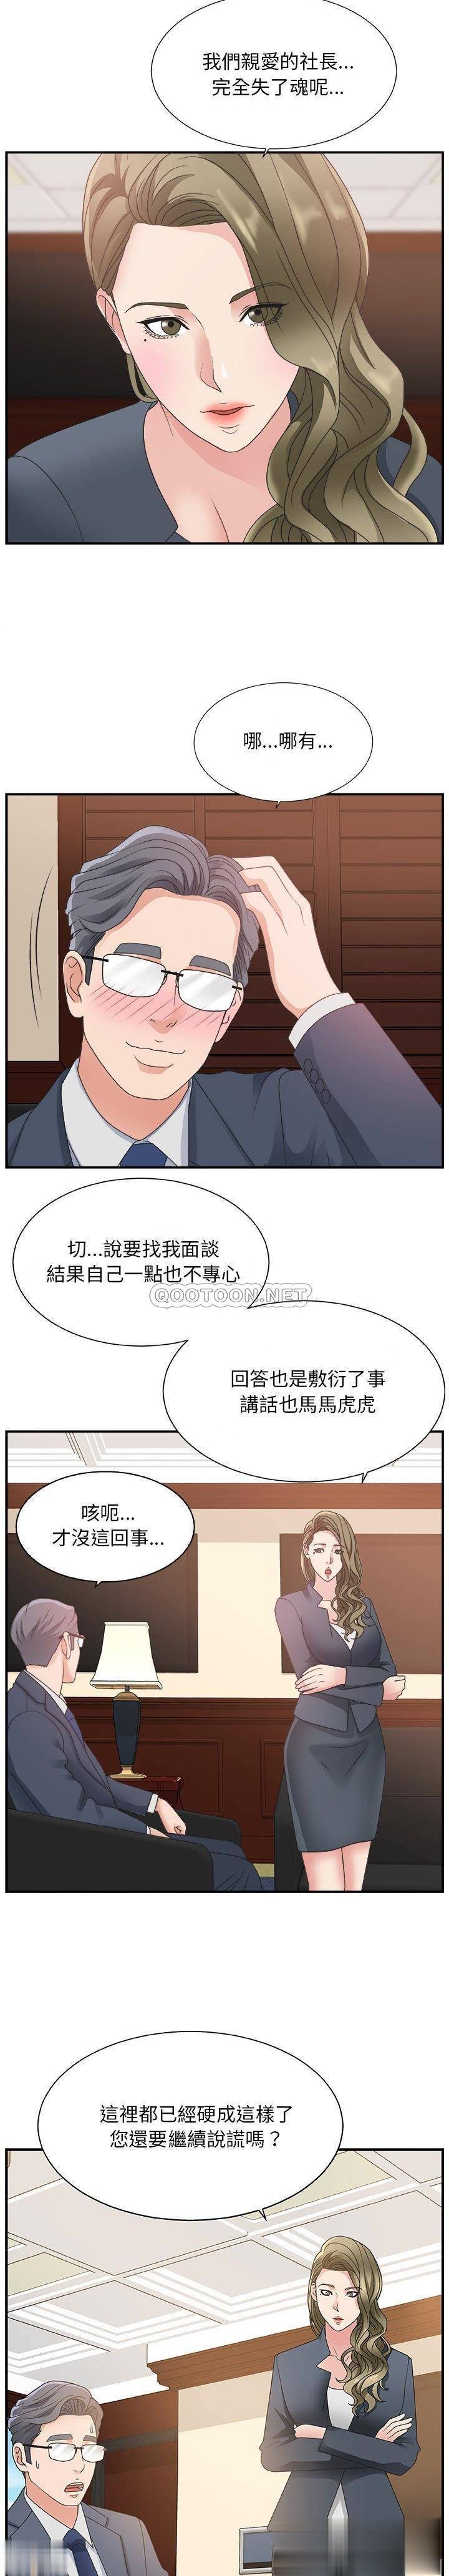 我們親愛的社長...
完全失了魂呢...
哪...哪有...
切...說要找我面談
結果自己一點也不專心
QOOTOON.NET
回答也是敷衍了事
講話也馬馬虎虎
咳呃...
才沒這回事...
這裡都已經硬成這樣了
您還要繼續說謊嗎？